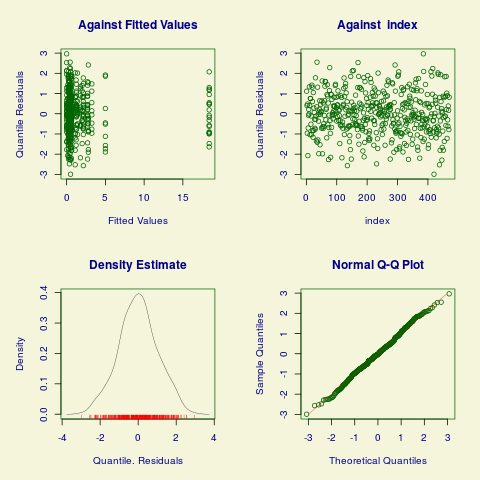 Against Fitted Values
Quantile Residuals
3
2
1
0
-1
-2
-3
0 5 10 15
Fitted Values
Against  index
Quantile Residuals
3
2
1
0
-1
-2
-3
0 100 200 300 400
index
Density Estimate
Density
0.4
0.3
0.2
0.1
0.0
-4 -2 0 2 4
Quantile. Residuals
Normal Q-Q Plot
Sample Quantiles
3
2
1
0
-1
-2
-3
-3 -2 -1 0 1 2 3
Theoretical Quantiles